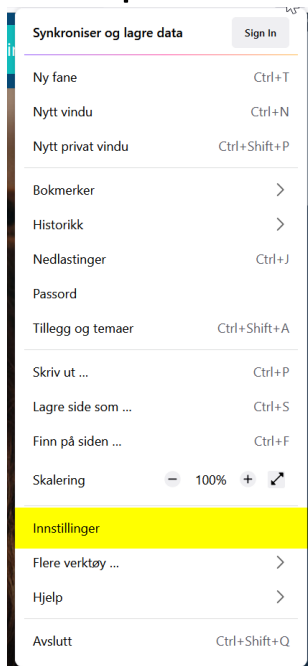 Synkroniser og lagre data Sign In
Ny fane Ctrl+T
Nytt vindu Ctrl+N
Nytt privat vindu Ctrl+Shift+P
Bokmerker
Historikk
Nedlastinger Ctrl+J
Passord
Tillegg og temaer Ctrl+Shift+A
Skriv ut ... Ctrl+P
Lagre side som ... Ctrl+S
Finn på siden ... Ctrl+F
Skalering − 100% +
Innstillinger
Flere verktøy ...
Hjelp
Avslutt Ctrl+Shift+Q